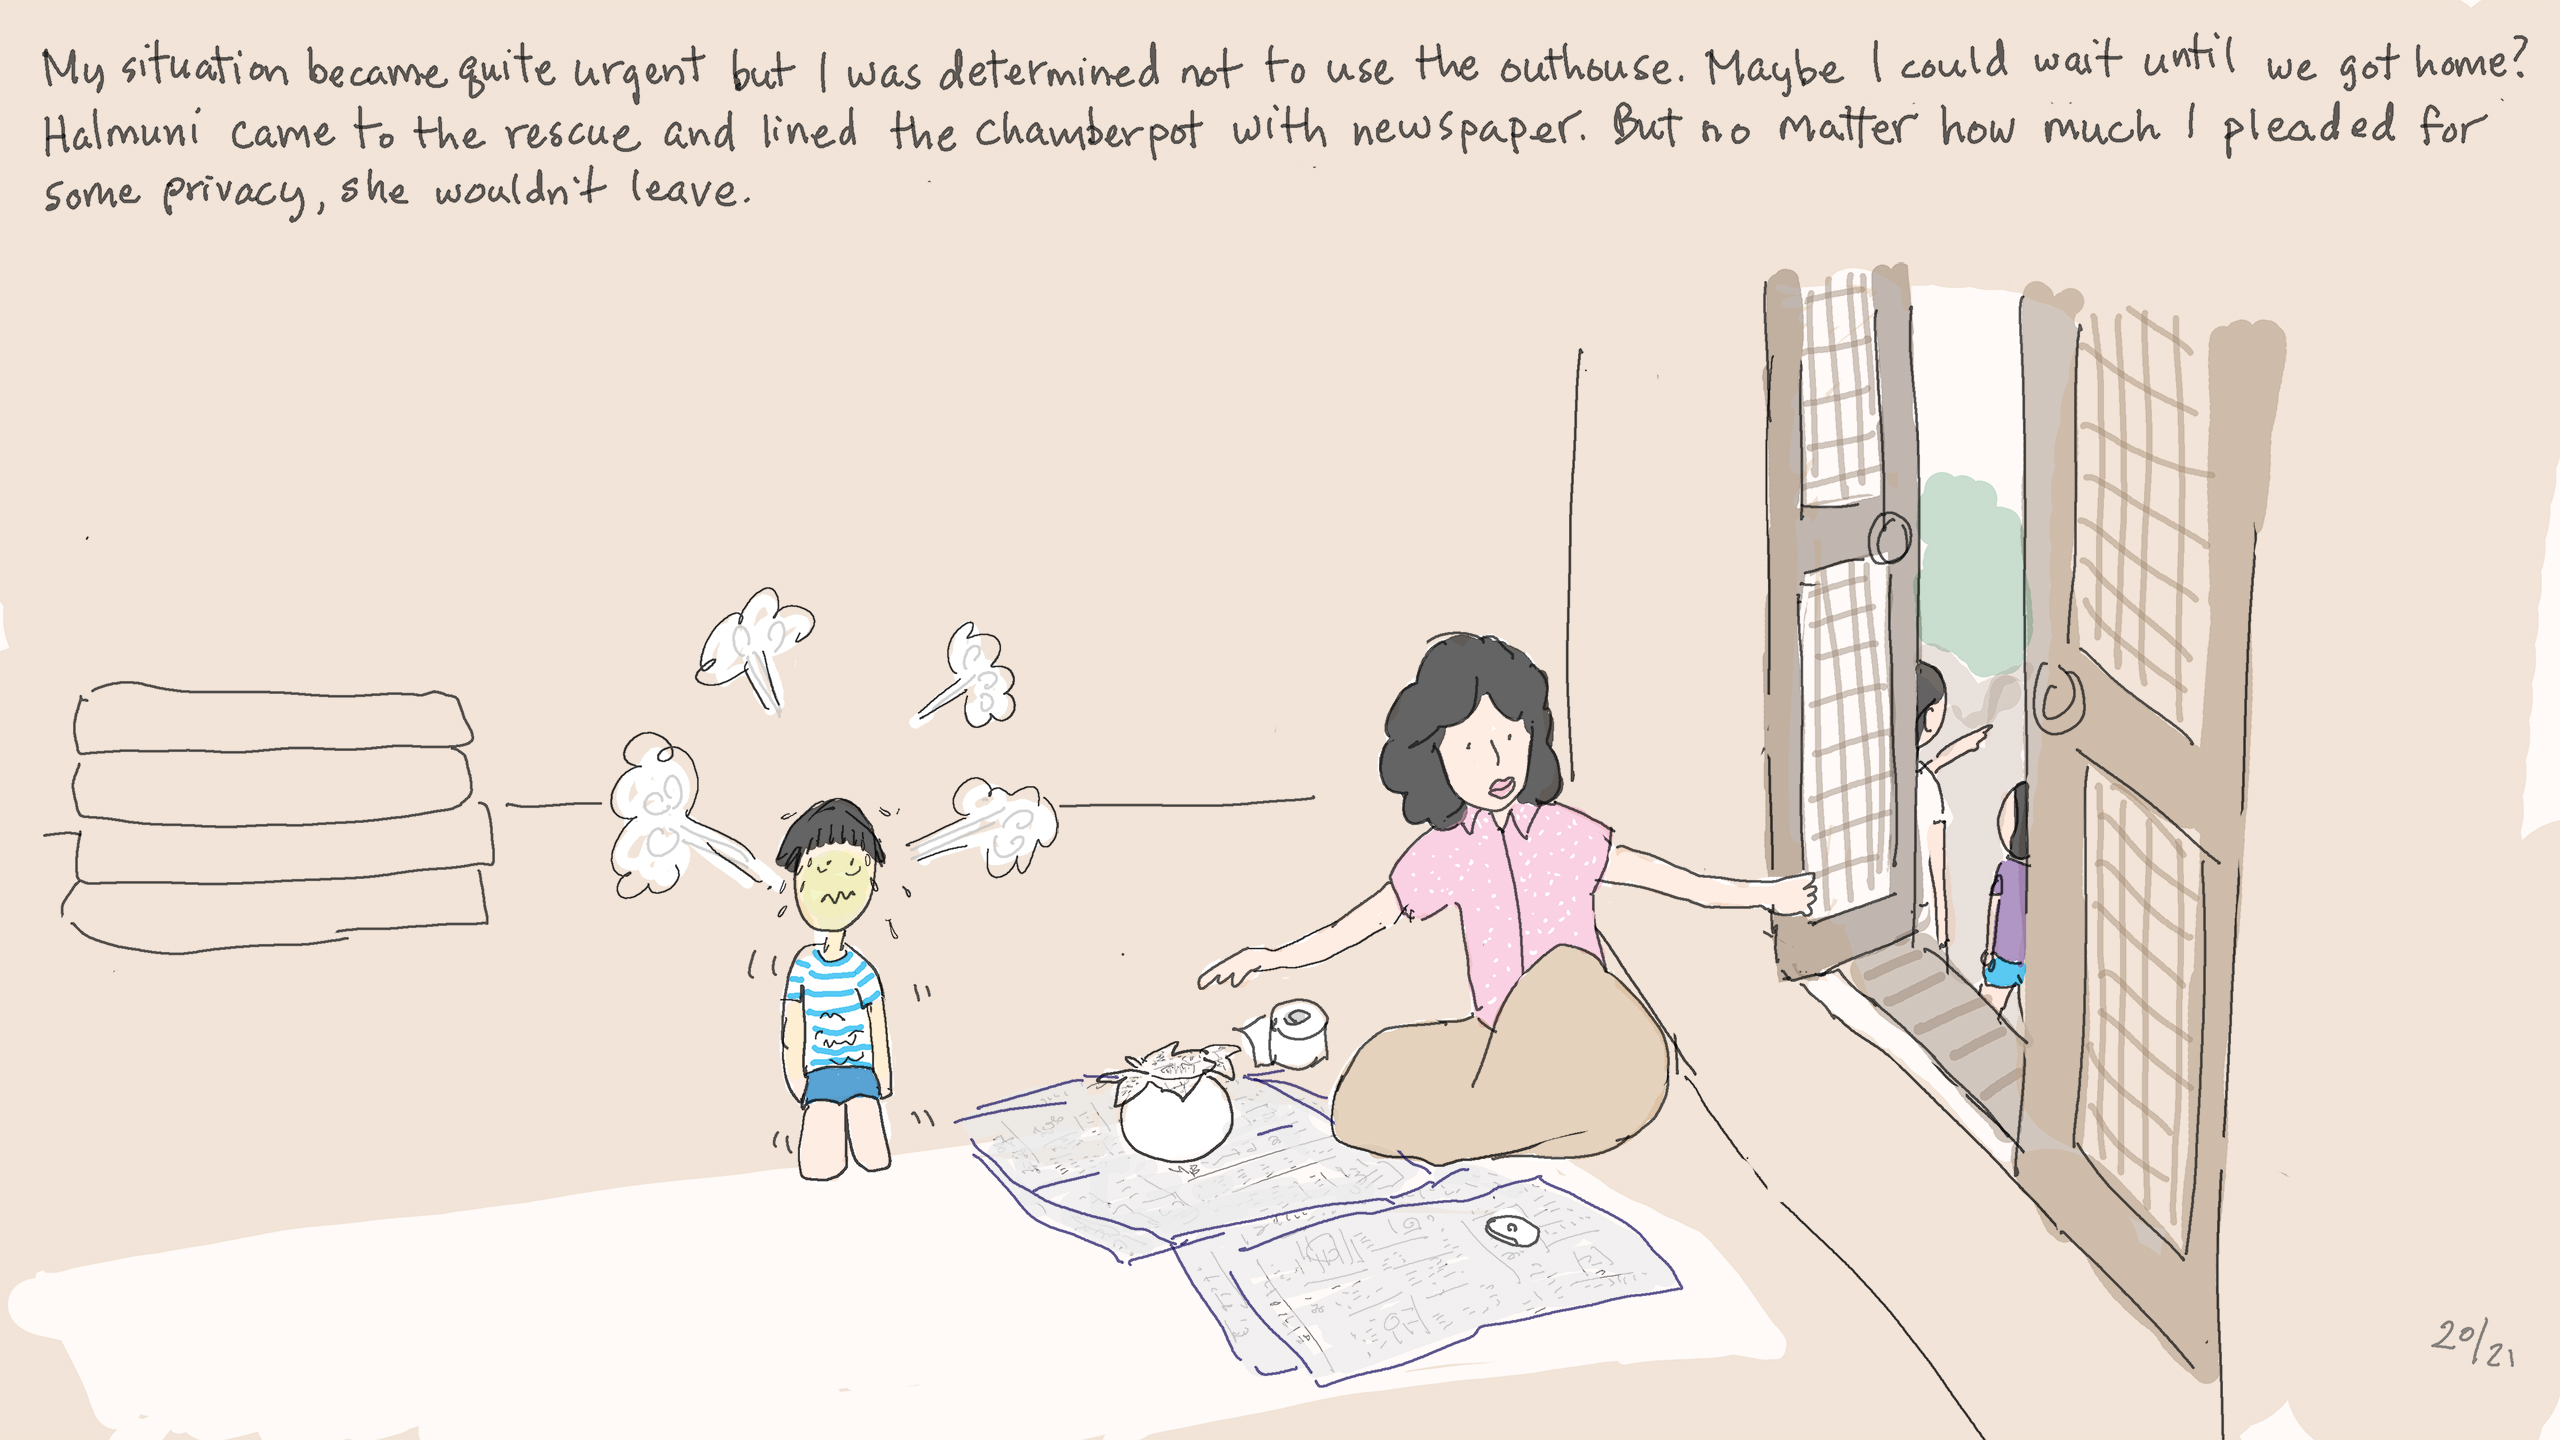 My situation became quite urgent but I was determined not to use the outhouse. Maybe I could wait until we got home?
Halmuni came to the rescue and lined the chamberpot with newspaper. But no matter how much I pleaded for
some privacy, she wouldn't leave.
20/21